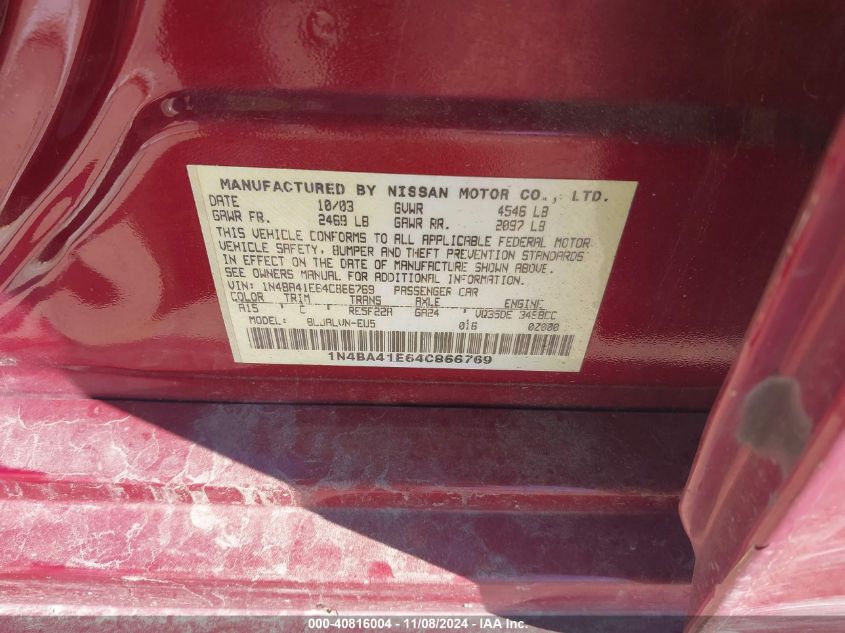 MANUFACTURED BY NISSAN MOTOR CO., LTD.
DATE 10/03 GVWR 4546 LB
GAWR FR. 2469 LB GAWR RR. 2097 LB
THIS VEHICLE CONFORMS TO ALL APPLICABLE FEDERAL MOTOR
VEHICLE SAFETY, BUMPER AND THEFT PREVENTION STANDARDS
IN EFFECT ON THE DATE OF MANUFACTURE SHOWN ABOVE.
SEE OWNERS MANUAL FOR ADDITIONAL INFORMATION.
VIN: 1N4BA41E64C866769 PASSENGER CAR
COLOR TRIM TRANS AXLE ENGINE
A15 C RE5F22A GA24 VQ35DE 3498CC
MODEL: BLJALVN-EU5 016 02000
1N4BA41E64C866769
000-40816004 - 11/08/2024 - IAA Inc.